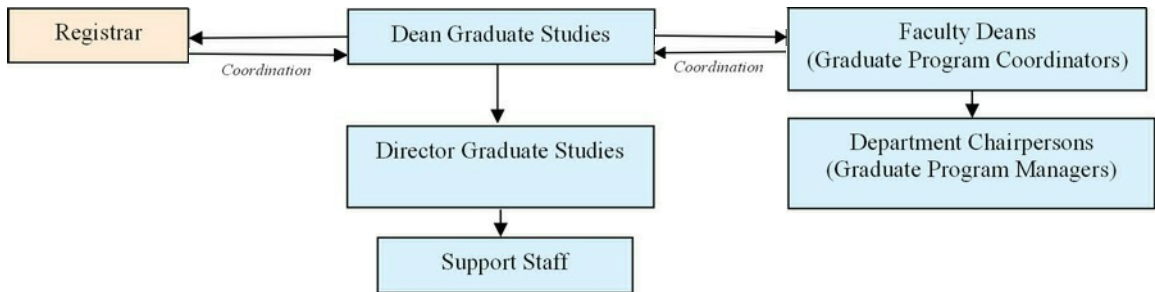 Registrar
Dean Graduate Studies
Faculty Deans
(Graduate Program Coordinators)
Coordination
Coordination
Director Graduate Studies
Department Chairpersons
(Graduate Program Managers)
Support Staff